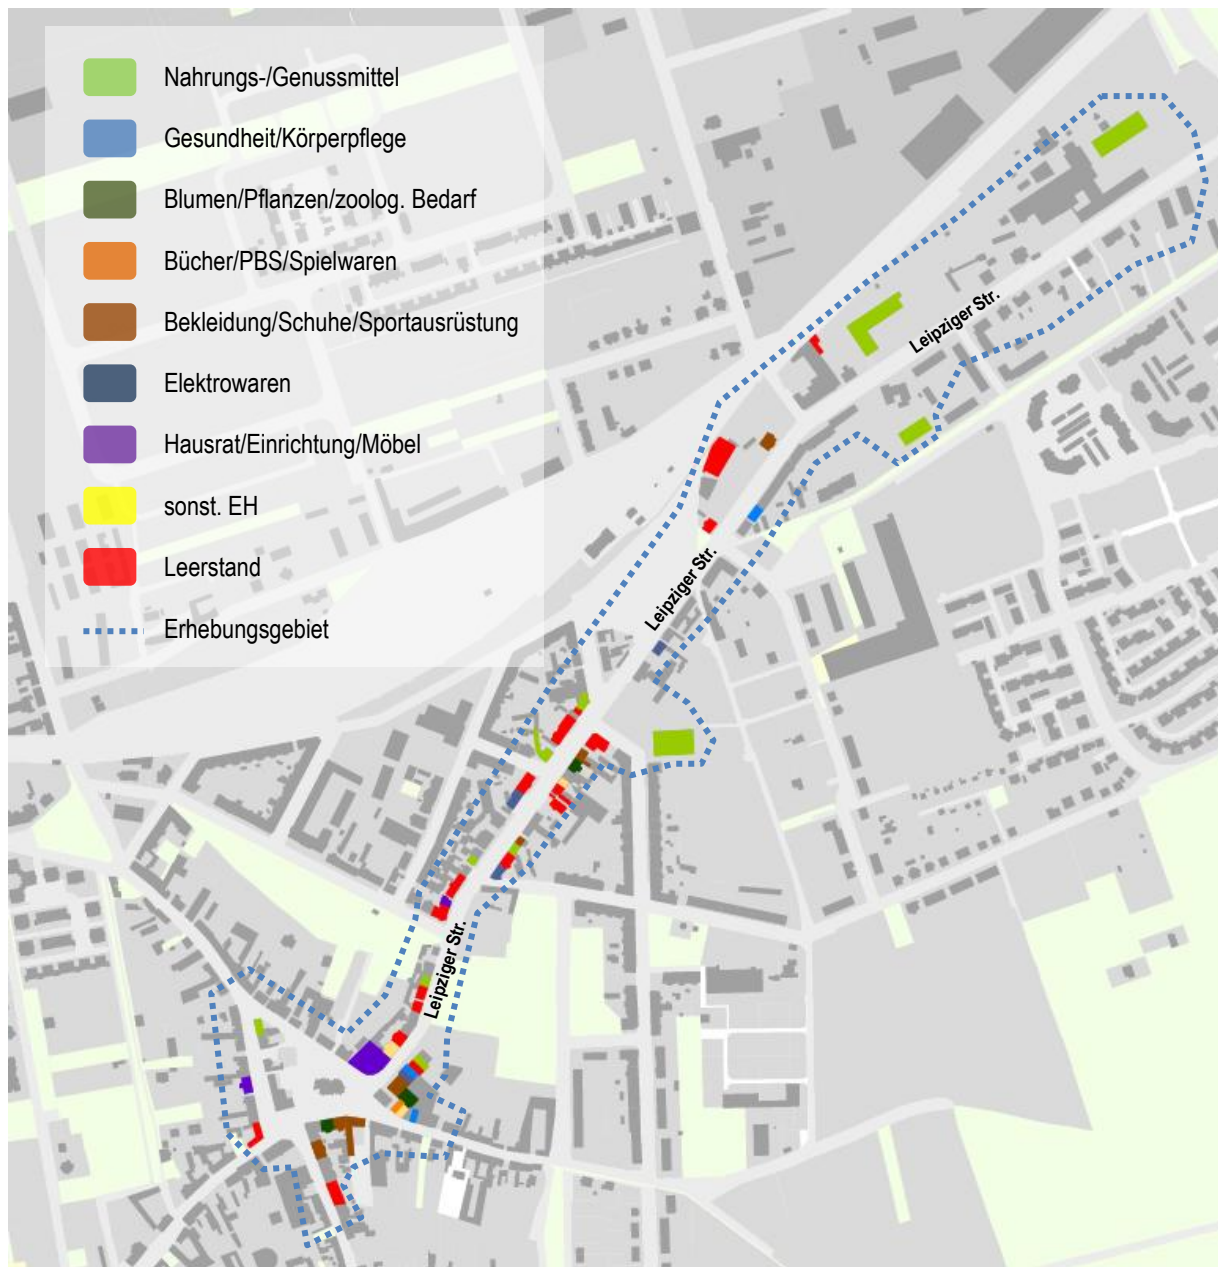 Nahrungs-/Genussmittel
Gesundheit/Körperpflege
Blumen/Pflanzen/zoolog. Bedarf
Bücher/PBS/Spielwaren
Bekleidung/Schuhe/Sportausrüstung
Elektrowaren
Hausrat/Einrichtung/Möbel
sonst. EH
Leerstand
Erhebungsgebiet
Leipziger Str.
Leipziger Str.
Leipziger Str.